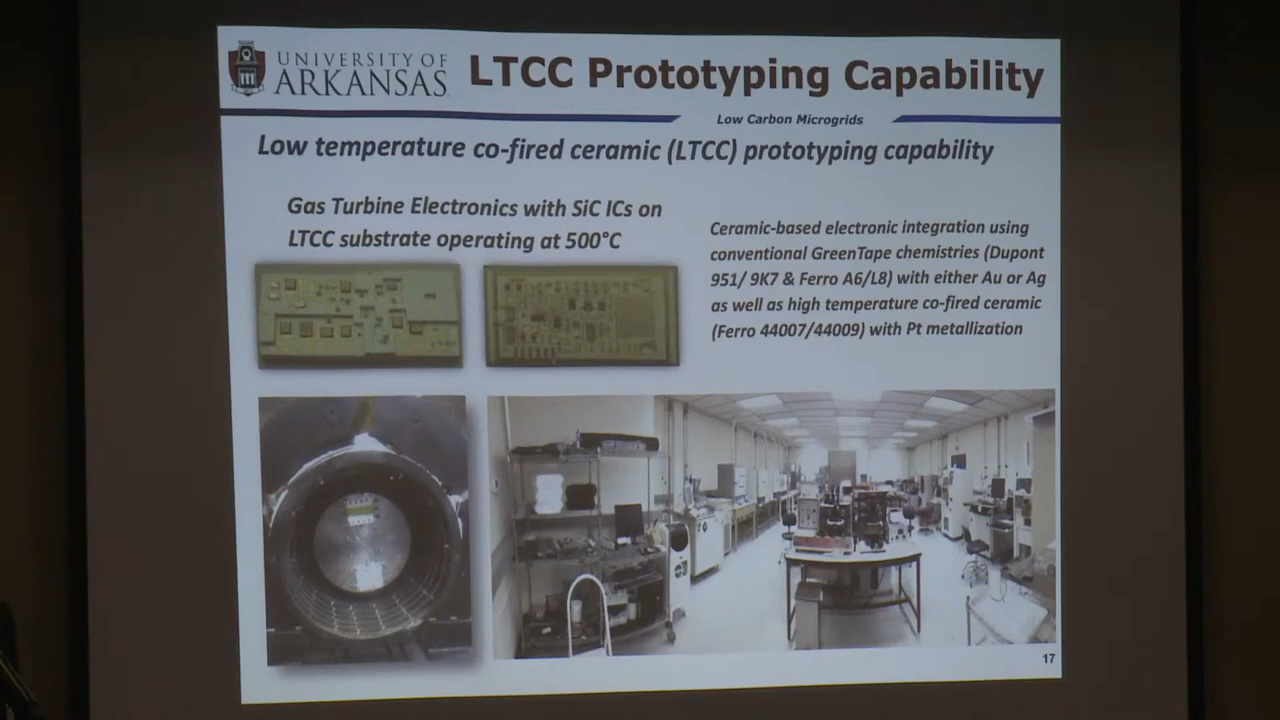 UNIVERSITY OF
ARKANSAS
LTCC Prototyping Capability
Low Carbon Microgrids
Low temperature co-fired ceramic (LTCC) prototyping capability
Gas Turbine Electronics with SiC ICs on
LTCC substrate operating at 500°C
Ceramic-based electronic integration using
conventional GreenTape chemistries (Dupont
951/ 9K7 & Ferro A6/L8) with either Au or Ag
as well as high temperature co-fired ceramic
(Ferro 44007/44009) with Pt metallization
17